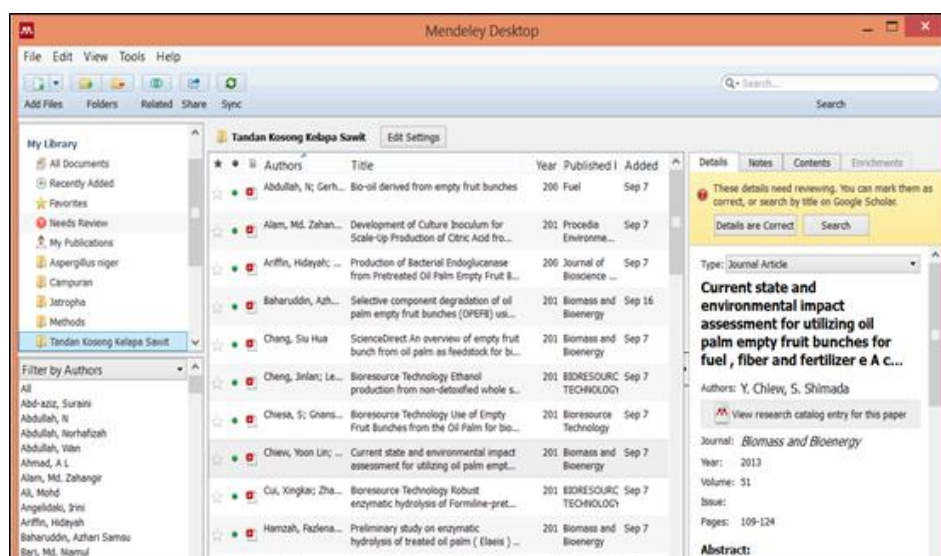 Mendeley Desktop
File Edit View Tools Help
Add Files Folders Related Share Sync
Search...
Search
My Library
All Documents
Recently Added
Favorites
Needs Review
My Publications
Aspergillus niger
Campuran
Jatropha
Methods
Tandan Kosong Kelapa Sawit
Filter by Authors
All
Abd-aziz, Suraini
Abdullah, N
Abdullah, Norhafizah
Abdullah, Wan
Ahmad, A L
Alam, Md. Zahangir
Ali, Mohd
Angelidaki, Irini
Ariffin, Hidayah
Baharuddin, Azhari Samsu
Bari, Md. Niamul
Tandan Kosong Kelapa Sawit Edit Settings
Authors Title Year Published I Added
Abdullah, N; Gerh... Bio-oil derived from empty fruit bunches 200 Fuel Sep 7
Alam, Md. Zahan... Development of Culture Inoculum for 201 Procedia Sep 7
Scale-Up Production of Citric Acid fro... Environme...
Ariffin, Hidayah; ... Production of Bacterial Endoglucanase 200 Journal of Sep 7
from Pretreated Oil Palm Empty Fruit B... Bioscience ...
Baharuddin, Azh... Selective component degradation of oil 201 Biomass and Sep 16
palm empty fruit bunches (OPEFB) usi... Bioenergy
Chang, Siu Hua ScienceDirect An overview of empty fruit 201 Biomass and Sep 7
bunch from oil palm as feedstock for bi... Bioenergy
Cheng, Jinlan; Le... Bioresource Technology Ethanol 201 BIORESOURC Sep 7
production from non-detoxified whole s... TECHNOLOGY
Chiesa, S; Gnans... Bioresource Technology Use of Empty 201 Bioresource Sep 7
Fruit Bunches from the Oil Palm for bio... Technology
Chiew, Yoon Lin; ... Current state and environmental impact 201 Biomass and Sep 7
assessment for utilizing oil palm empt... Bioenergy
Cui, Xingkai; Zha... Bioresource Technology Robust 201 BIORESOURC Sep 7
enzymatic hydrolysis of Formiline-pret... TECHNOLOGY
Hamzah, Fazlena... Preliminary study on enzymatic 201 Biomass and Sep 7
hydrolysis of treated oil palm ( Elaeis ) ... Bioenergy
Details Notes Contents Enrichments
These details need reviewing. You can mark them as
correct, or search by title on Google Scholar.
Details are Correct Search
Type: Journal Article
Current state and
environmental impact
assessment for utilizing oil
palm empty fruit bunches for
fuel , fiber and fertilizer e A c...
Authors: Y. Chiew, S. Shimada
View research catalog entry for this paper
Journal: Biomass and Bioenergy
Year: 2013
Volume: 51
Issue:
Pages: 109-124
Abstract: